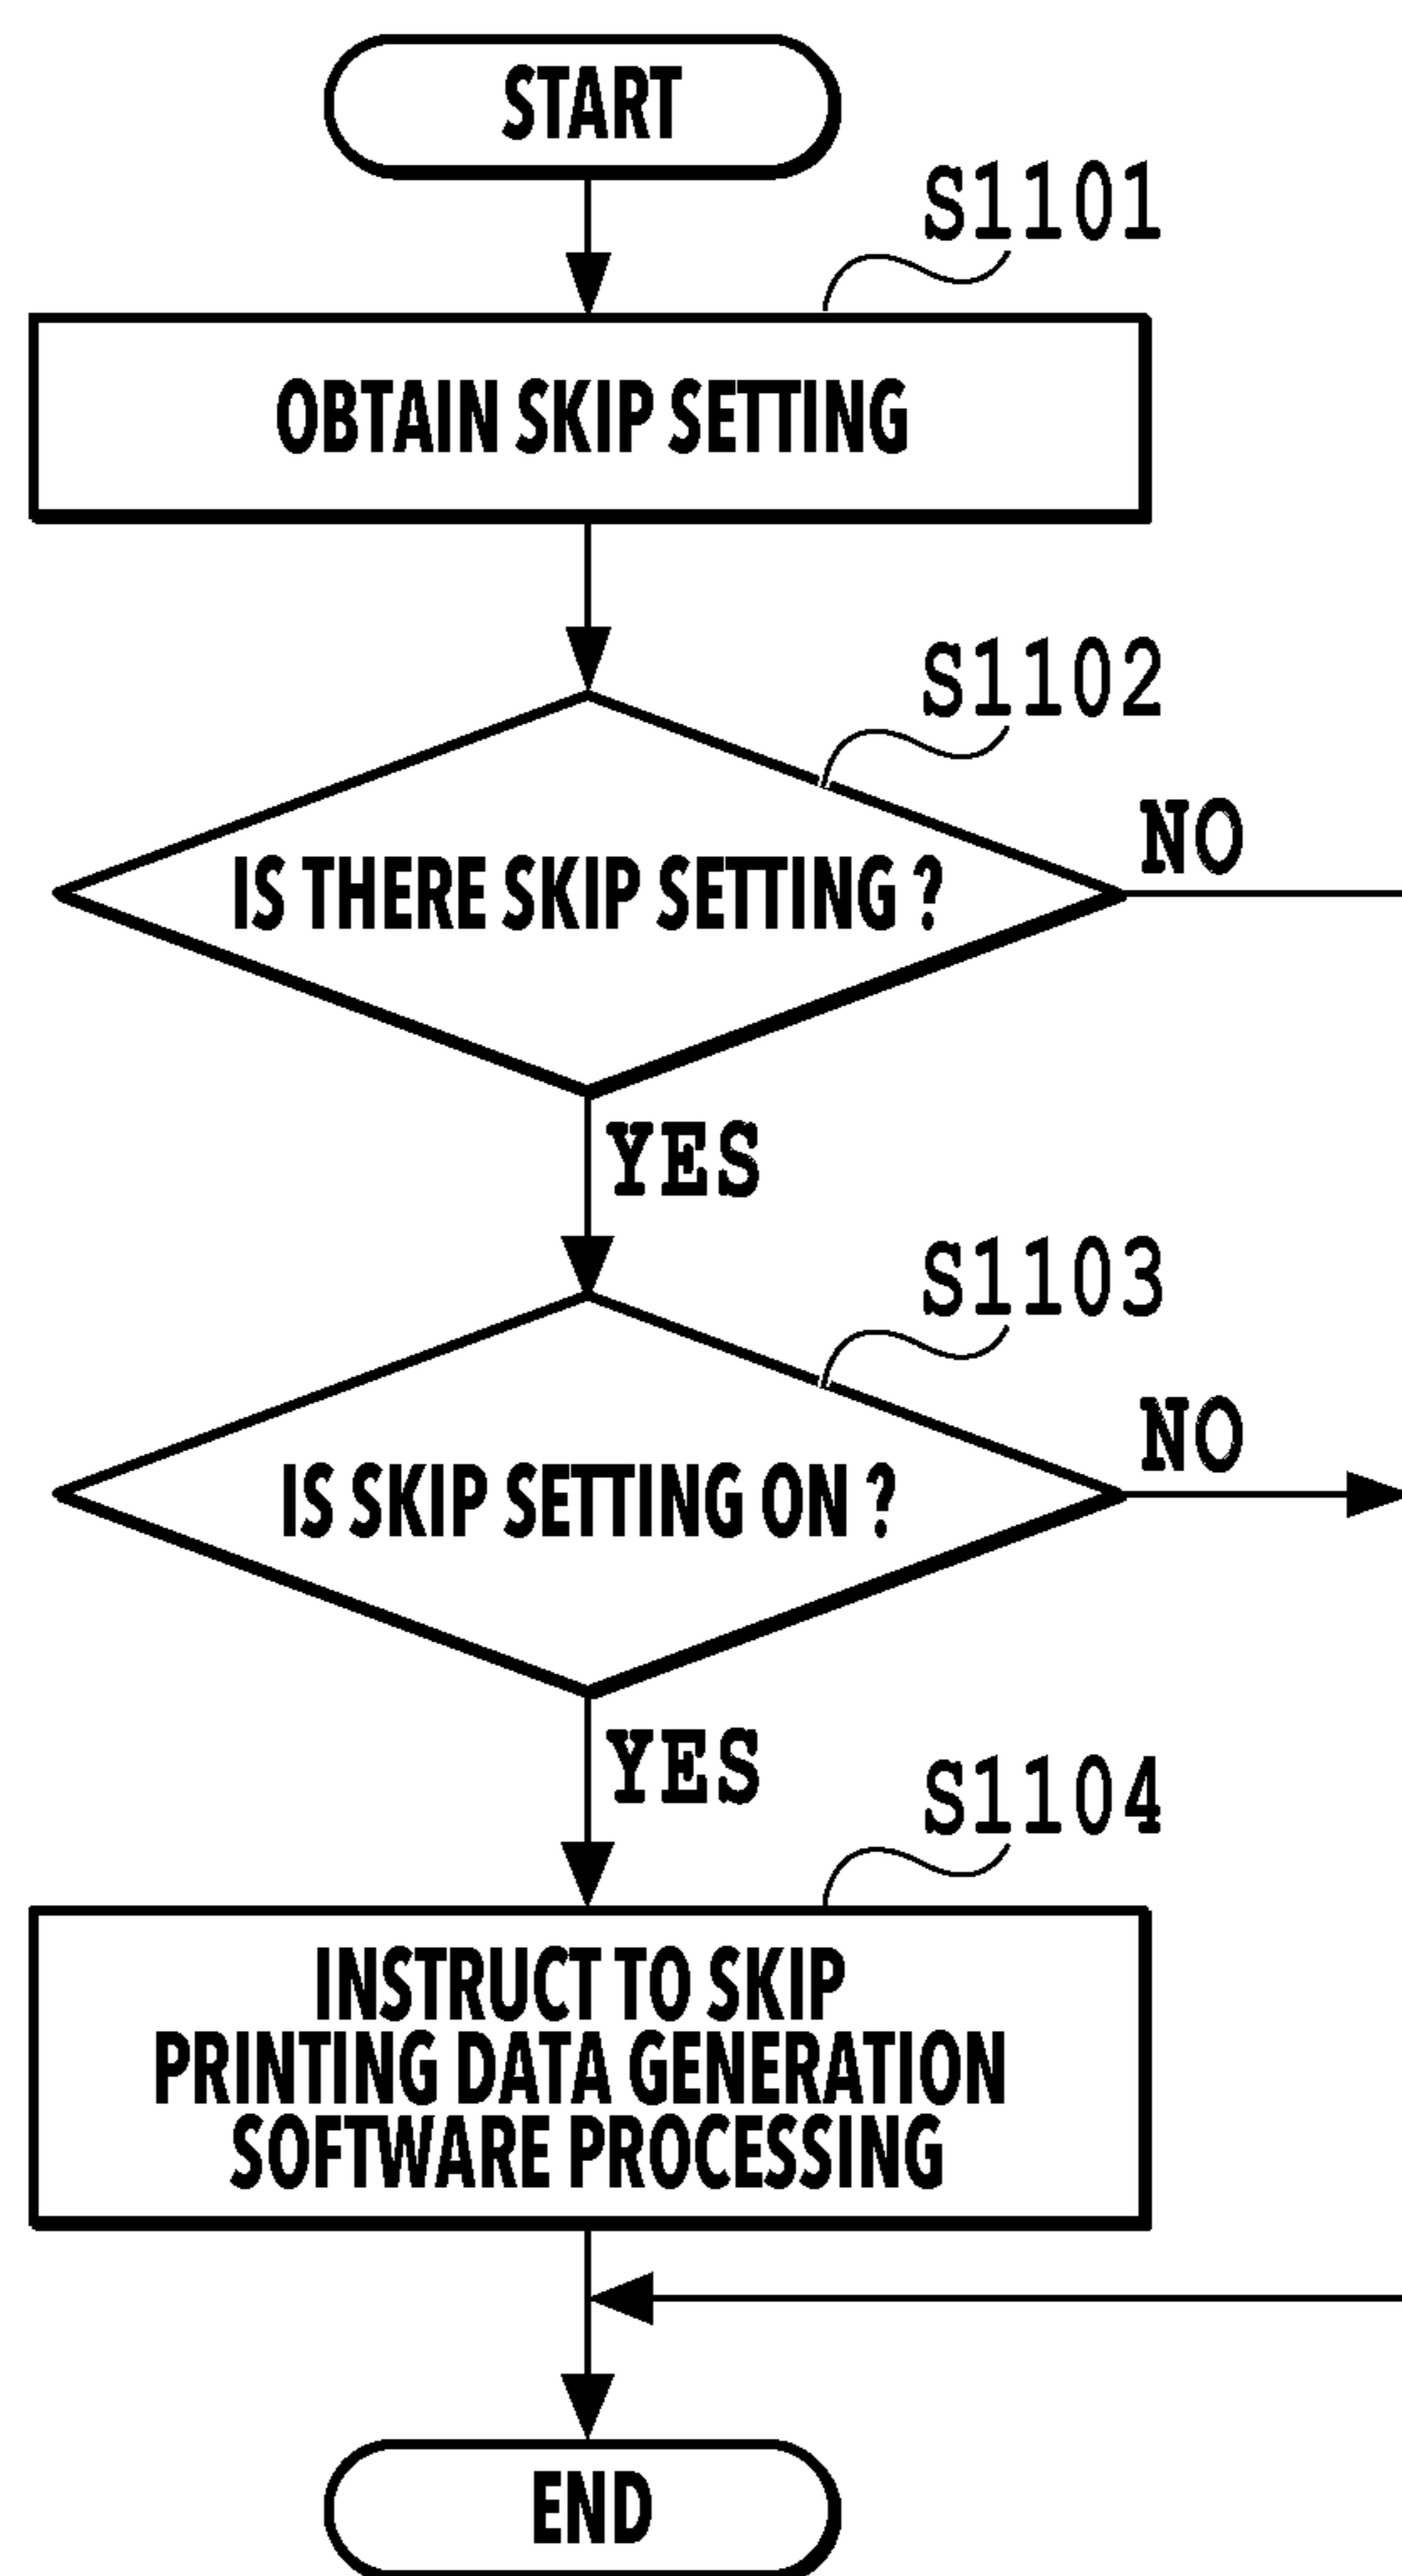 START
S1101
OBTAIN SKIP SETTING
S1102
NO
IS THERE SKIP SETTING ?
YES
S1103
NO
IS SKIP SETTING ON ?
YES
S1104
INSTRUCT TO SKIP
PRINTING DATA GENERATION
SOFTWARE PROCESSING
END